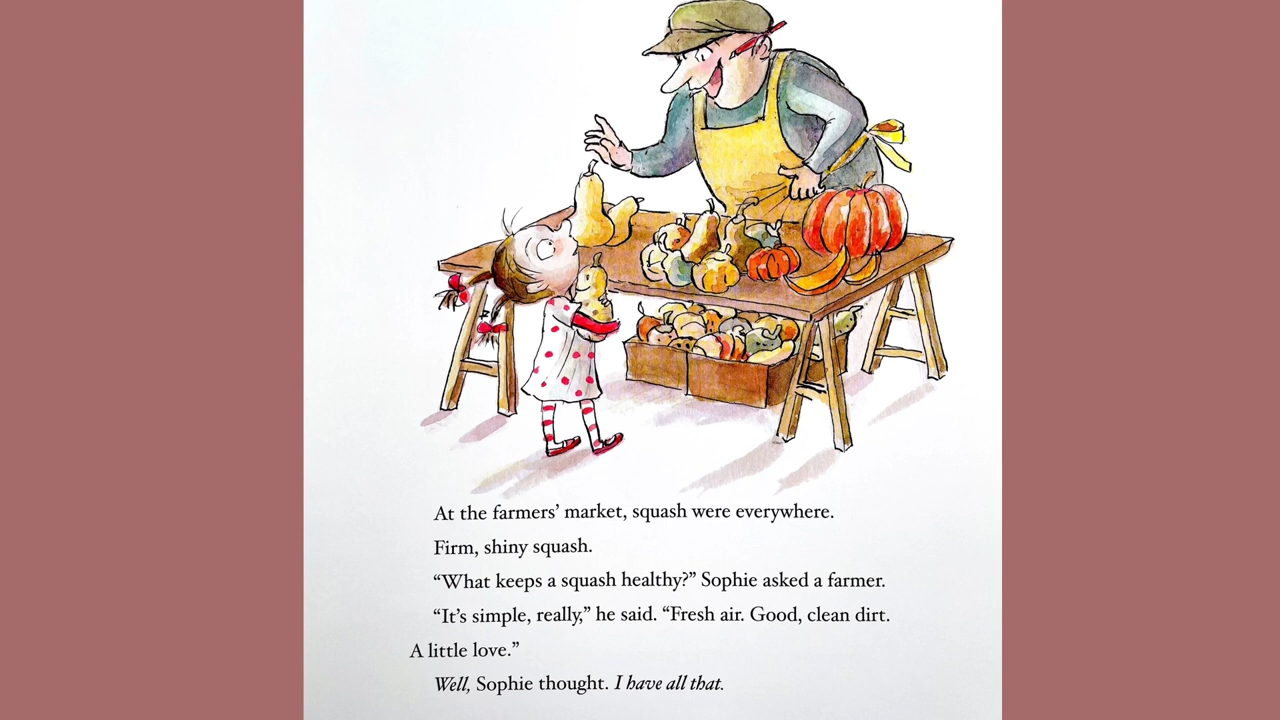 At the farmers’ market, squash were everywhere.
Firm, shiny squash.
“What keeps a squash healthy?” Sophie asked a farmer.
“It’s simple, really,” he said. “Fresh air. Good, clean dirt.
A little love.”
Well, Sophie thought. I have all that.